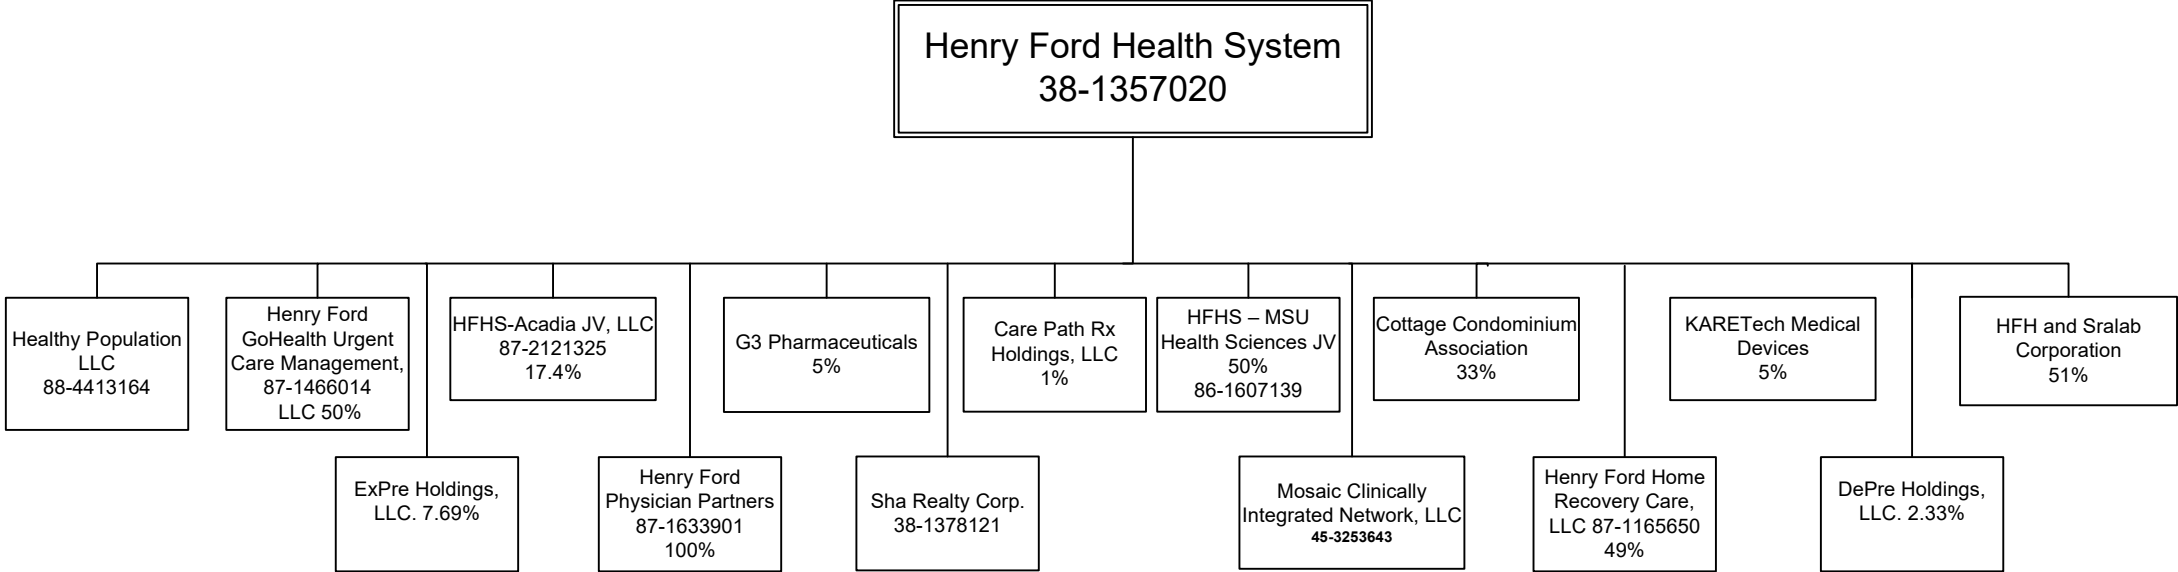 Henry Ford Health System
38-1357020
Healthy Population
LLC
88-4413164
Henry Ford
GoHealth Urgent
Care Management,
87-1466014
LLC 50%
HFHS-Acadia JV, LLC
87-2121325
17.4%
G3 Pharmaceuticals
5%
Care Path Rx
Holdings, LLC
1%
HFHS – MSU
Health Sciences JV
50%
86-1607139
Cottage Condominium
Association
33%
KARETech Medical
Devices
5%
HFH and Sralab
Corporation
51%
ExPre Holdings,
LLC. 7.69%
Henry Ford
Physician Partners
87-1633901
100%
Sha Realty Corp.
38-1378121
Mosaic Clinically
Integrated Network, LLC
45-3253643
Henry Ford Home
Recovery Care,
LLC 87-1165650
49%
DePre Holdings,
LLC. 2.33%